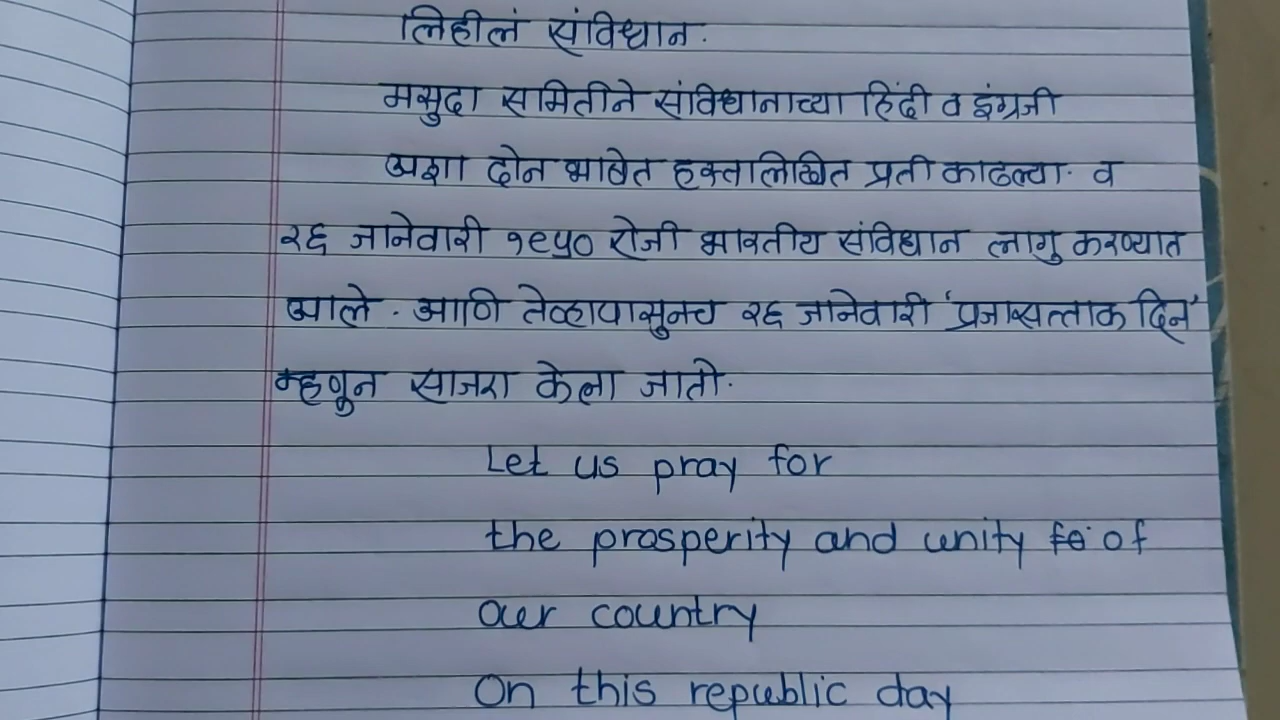 लिहीलं संविधान.
मसुदा समितीने संविधानाच्या हिंदी व इंग्रजी
अशा दोन भाषेत हस्तलिखित प्रती काढल्या. व
२६ जानेवारी १९५० रोजी भारतीय संविधान लागु करण्यात
आले. आणि तेव्हापासुनच २६ जानेवारी 'प्रजासत्ताक दिन'
म्हणुन साजरा केला जातो.
Let us pray for
the prosperity and unity of
our country
On this republic day